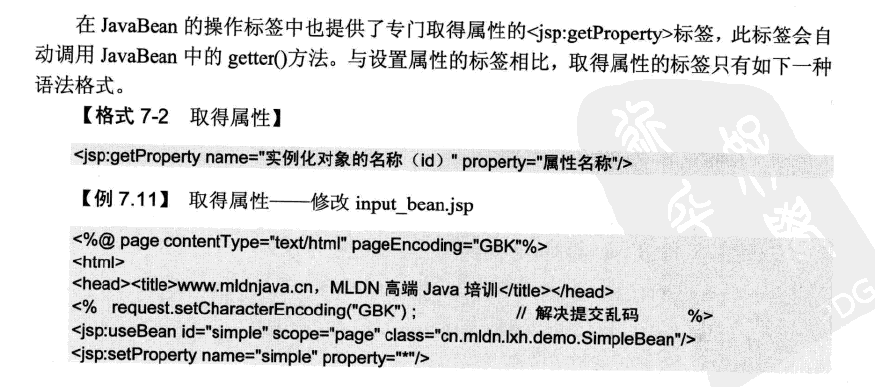 在 JavaBean 的操作标签中也提供了专门取得属性的<jsp:getProperty>标签，此标签会自
动调用 JavaBean 中的 getter()方法。与设置属性的标签相比，取得属性的标签只有如下一种
语法格式。
【格式 7-2 取得属性】
<jsp:getProperty name="实例化对象的名称（id）" property="属性名称"/>
【例 7.11】 取得属性——修改 input_bean.jsp
<%@ page contentType="text/html" pageEncoding="GBK"%>
<html>
<head><title>www.mldnjava.cn，MLDN 高端 Java 培训</title></head>
<% request.setCharacterEncoding("GBK") ; // 解决提交乱码 %>
<jsp:useBean id="simple" scope="page" class="cn.mldn.lxh.demo.SimpleBean"/>
<jsp:setProperty name="simple" property="*"/>
PDG